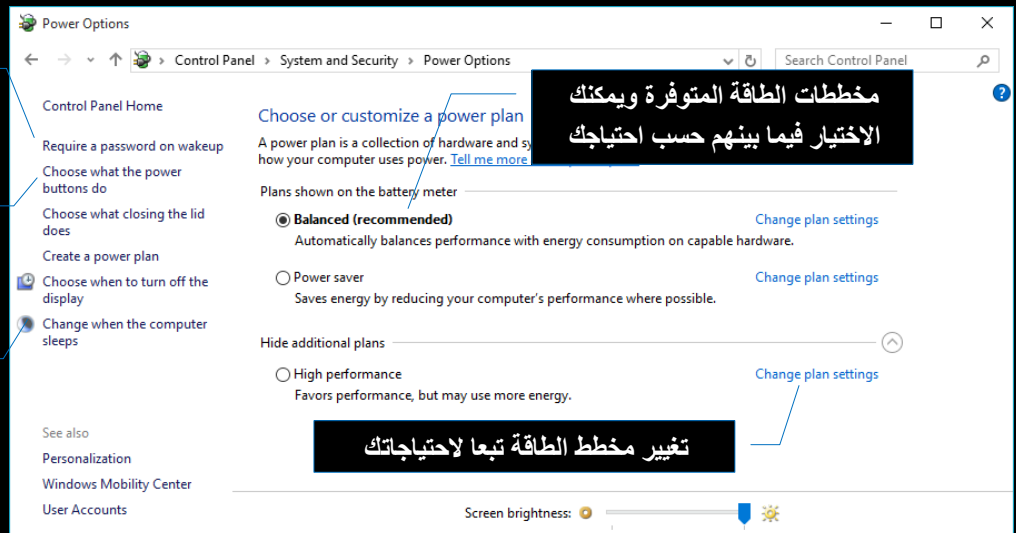 Power Options
Control Panel > System and Security > Power Options
Search Control Panel
Control Panel Home
Require a password on wakeup
Choose what the power
buttons do
Choose what closing the lid
does
Create a power plan
Choose when to turn off the
display
Change when the computer
sleeps
See also
Personalization
Windows Mobility Center
User Accounts
مخططات الطاقة المتوفرة ويمكنك
الاختيار فيما بينهم حسب احتياجك
Choose or customize a power plan
A power plan is a collection of hardware and sy
how your computer uses power. Tell me more
Plans shown on the battery meter
Balanced (recommended) Change plan settings
Automatically balances performance with energy consumption on capable hardware.
Power saver Change plan settings
Saves energy by reducing your computer's performance where possible.
Hide additional plans
High performance Change plan settings
Favors performance, but may use more energy.
تغيير مخطط الطاقة تبعا لاحتياجاتك
Screen brightness: